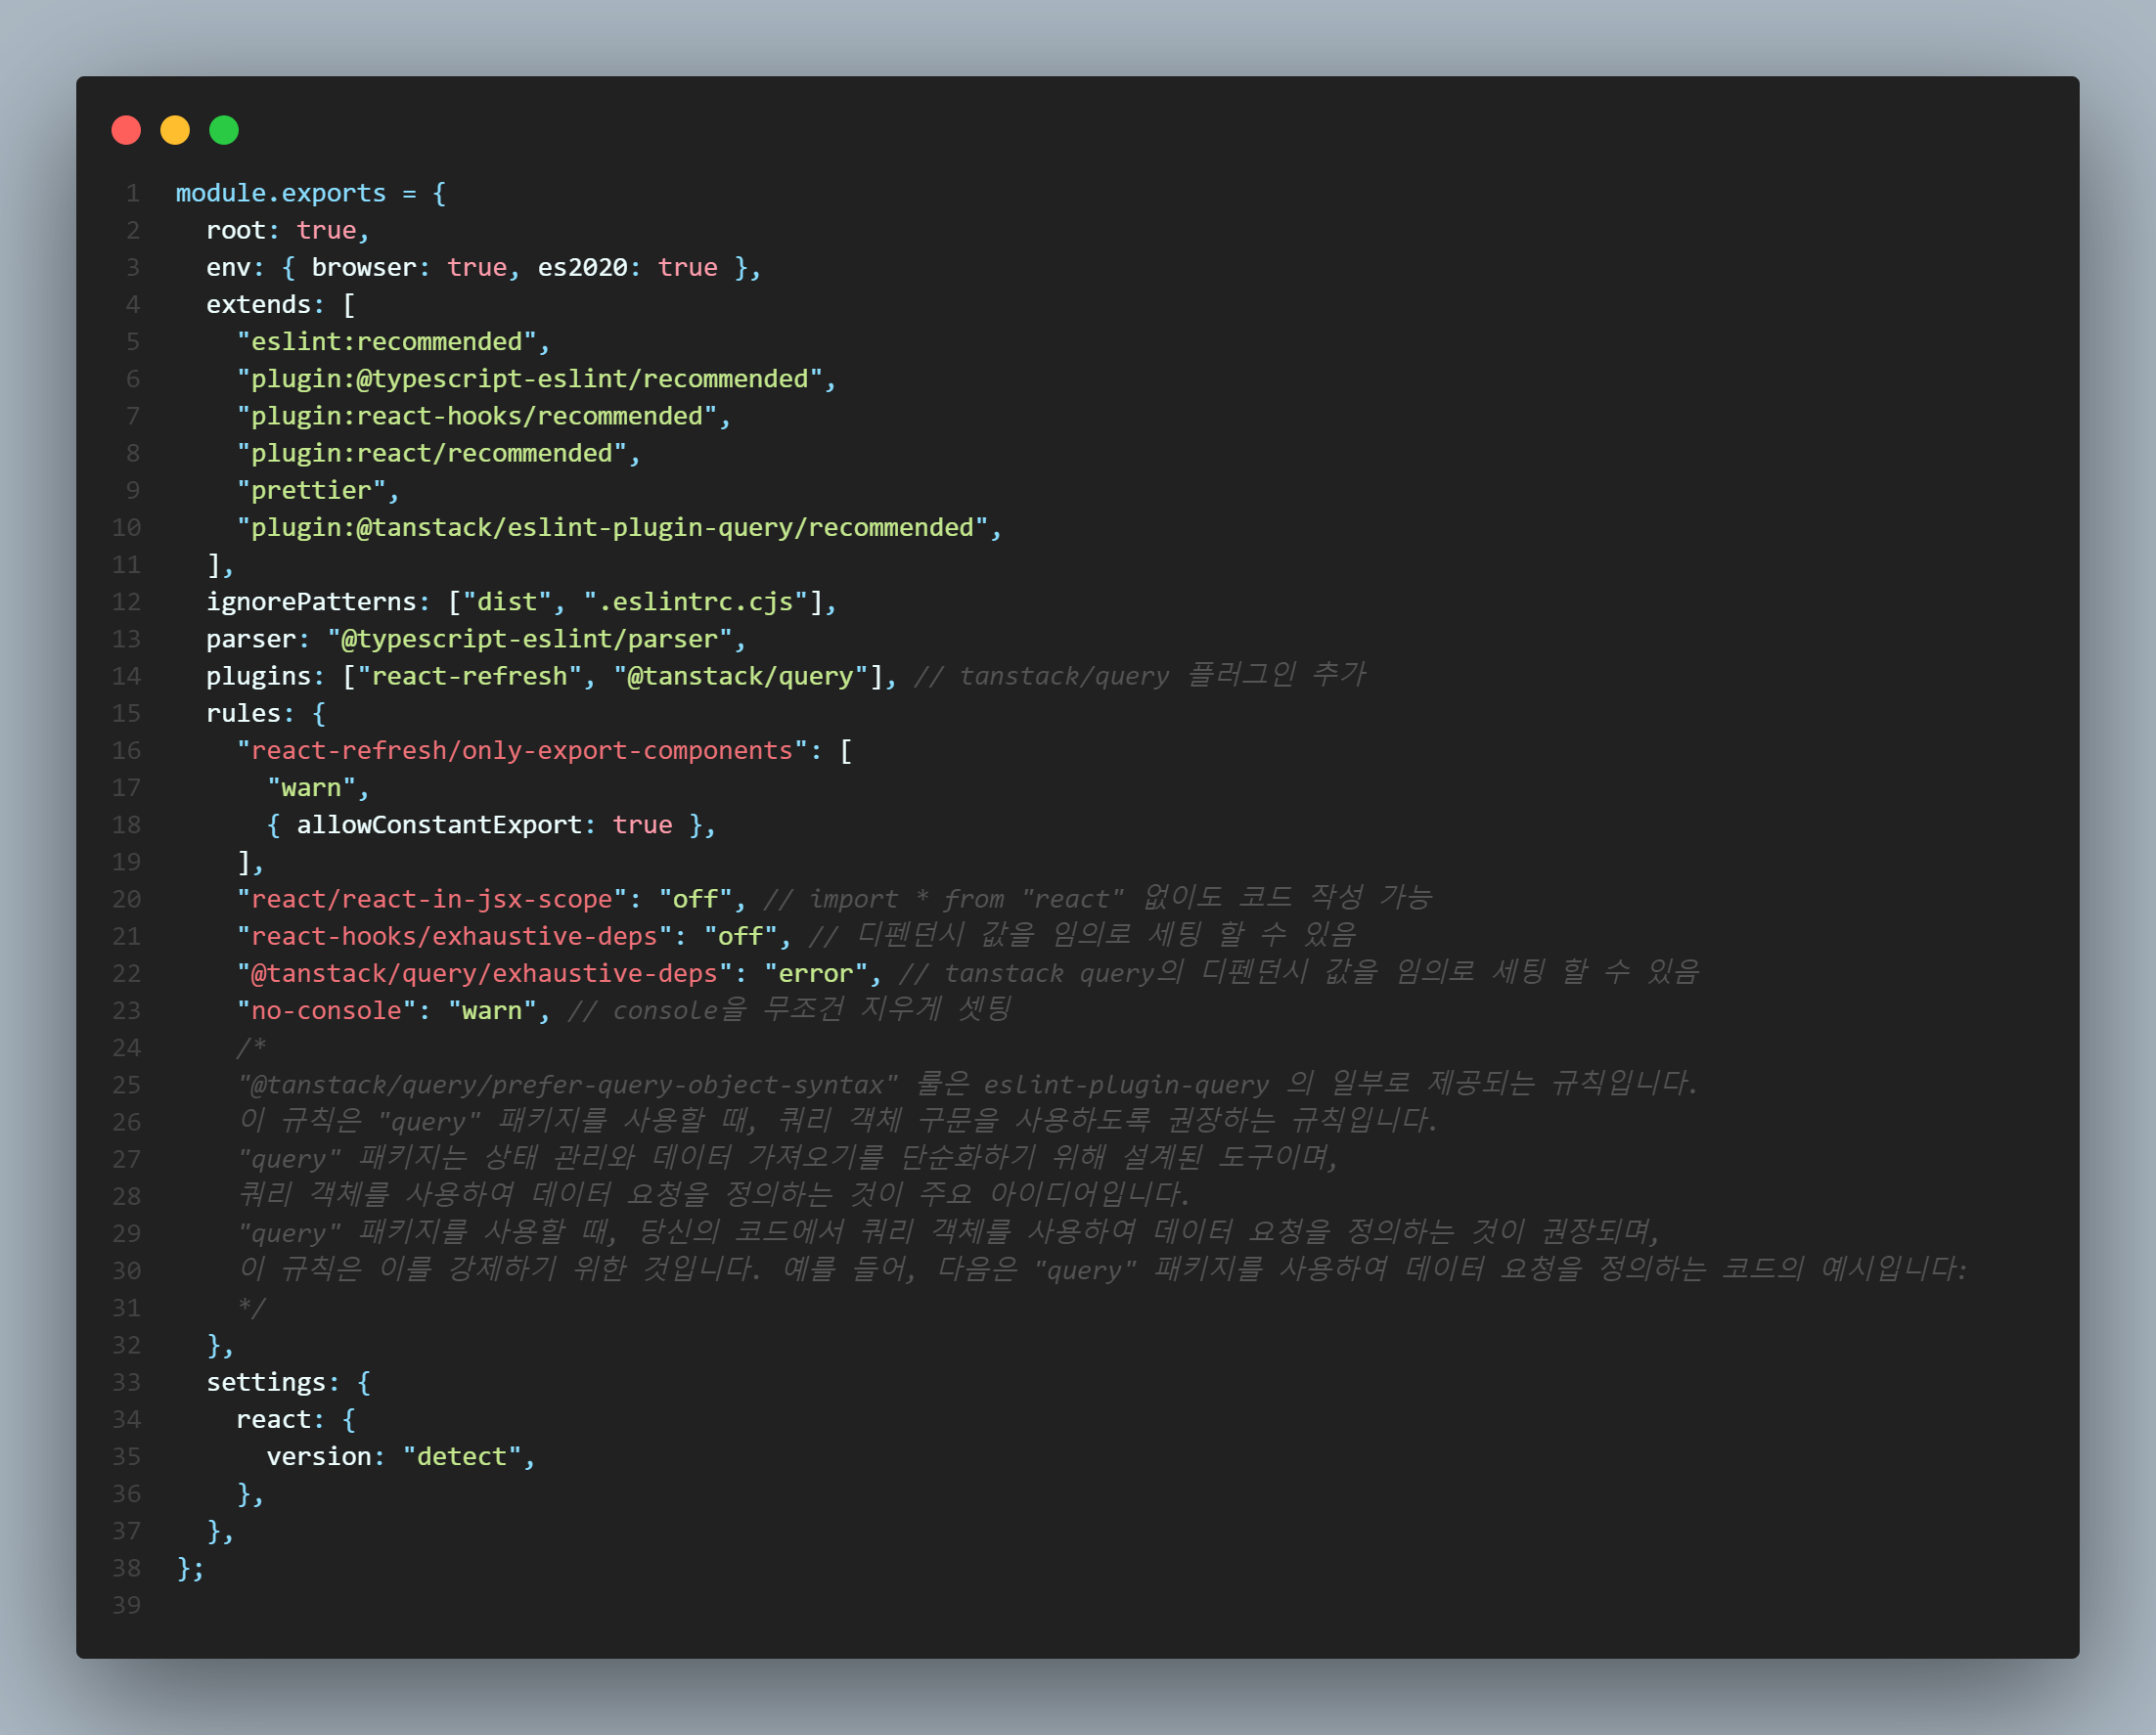 1 module.exports = {
2 root: true,
3 env: { browser: true, es2020: true },
4 extends: [
5 "eslint:recommended",
6 "plugin:@typescript-eslint/recommended",
7 "plugin:react-hooks/recommended",
8 "plugin:react/recommended",
9 "prettier",
10 "plugin:@tanstack/eslint-plugin-query/recommended",
11 ],
12 ignorePatterns: ["dist", ".eslintrc.cjs"],
13 parser: "@typescript-eslint/parser",
14 plugins: ["react-refresh", "@tanstack/query"], // tanstack/query 플러그인 추가
15 rules: {
16 "react-refresh/only-export-components": [
17 "warn",
18 { allowConstantExport: true },
19 ],
20 "react/react-in-jsx-scope": "off", // import * from "react" 없이도 코드 작성 가능
21 "react-hooks/exhaustive-deps": "off", // 디펜던시 값을 임의로 세팅 할 수 있음
22 "@tanstack/query/exhaustive-deps": "error", // tanstack query의 디펜던시 값을 임의로 세팅 할 수 있음
23 "no-console": "warn", // console을 무조건 지우게 셋팅
24 /*
25 "@tanstack/query/prefer-query-object-syntax" 룰은 eslint-plugin-query 의 일부로 제공되는 규칙입니다.
26 이 규칙은 "query" 패키지를 사용할 때, 쿼리 객체 구문을 사용하도록 권장하는 규칙입니다.
27 "query" 패키지는 상태 관리와 데이터 가져오기를 단순화하기 위해 설계된 도구이며,
28 쿼리 객체를 사용하여 데이터 요청을 정의하는 것이 주요 아이디어입니다.
29 "query" 패키지를 사용할 때, 당신의 코드에서 쿼리 객체를 사용하여 데이터 요청을 정의하는 것이 권장되며,
30 이 규칙은 이를 강제하기 위한 것입니다. 예를 들어, 다음은 "query" 패키지를 사용하여 데이터 요청을 정의하는 코드의 예시입니다:
31 */
32 },
33 settings: {
34 react: {
35 version: "detect",
36 },
37 },
38 };
39